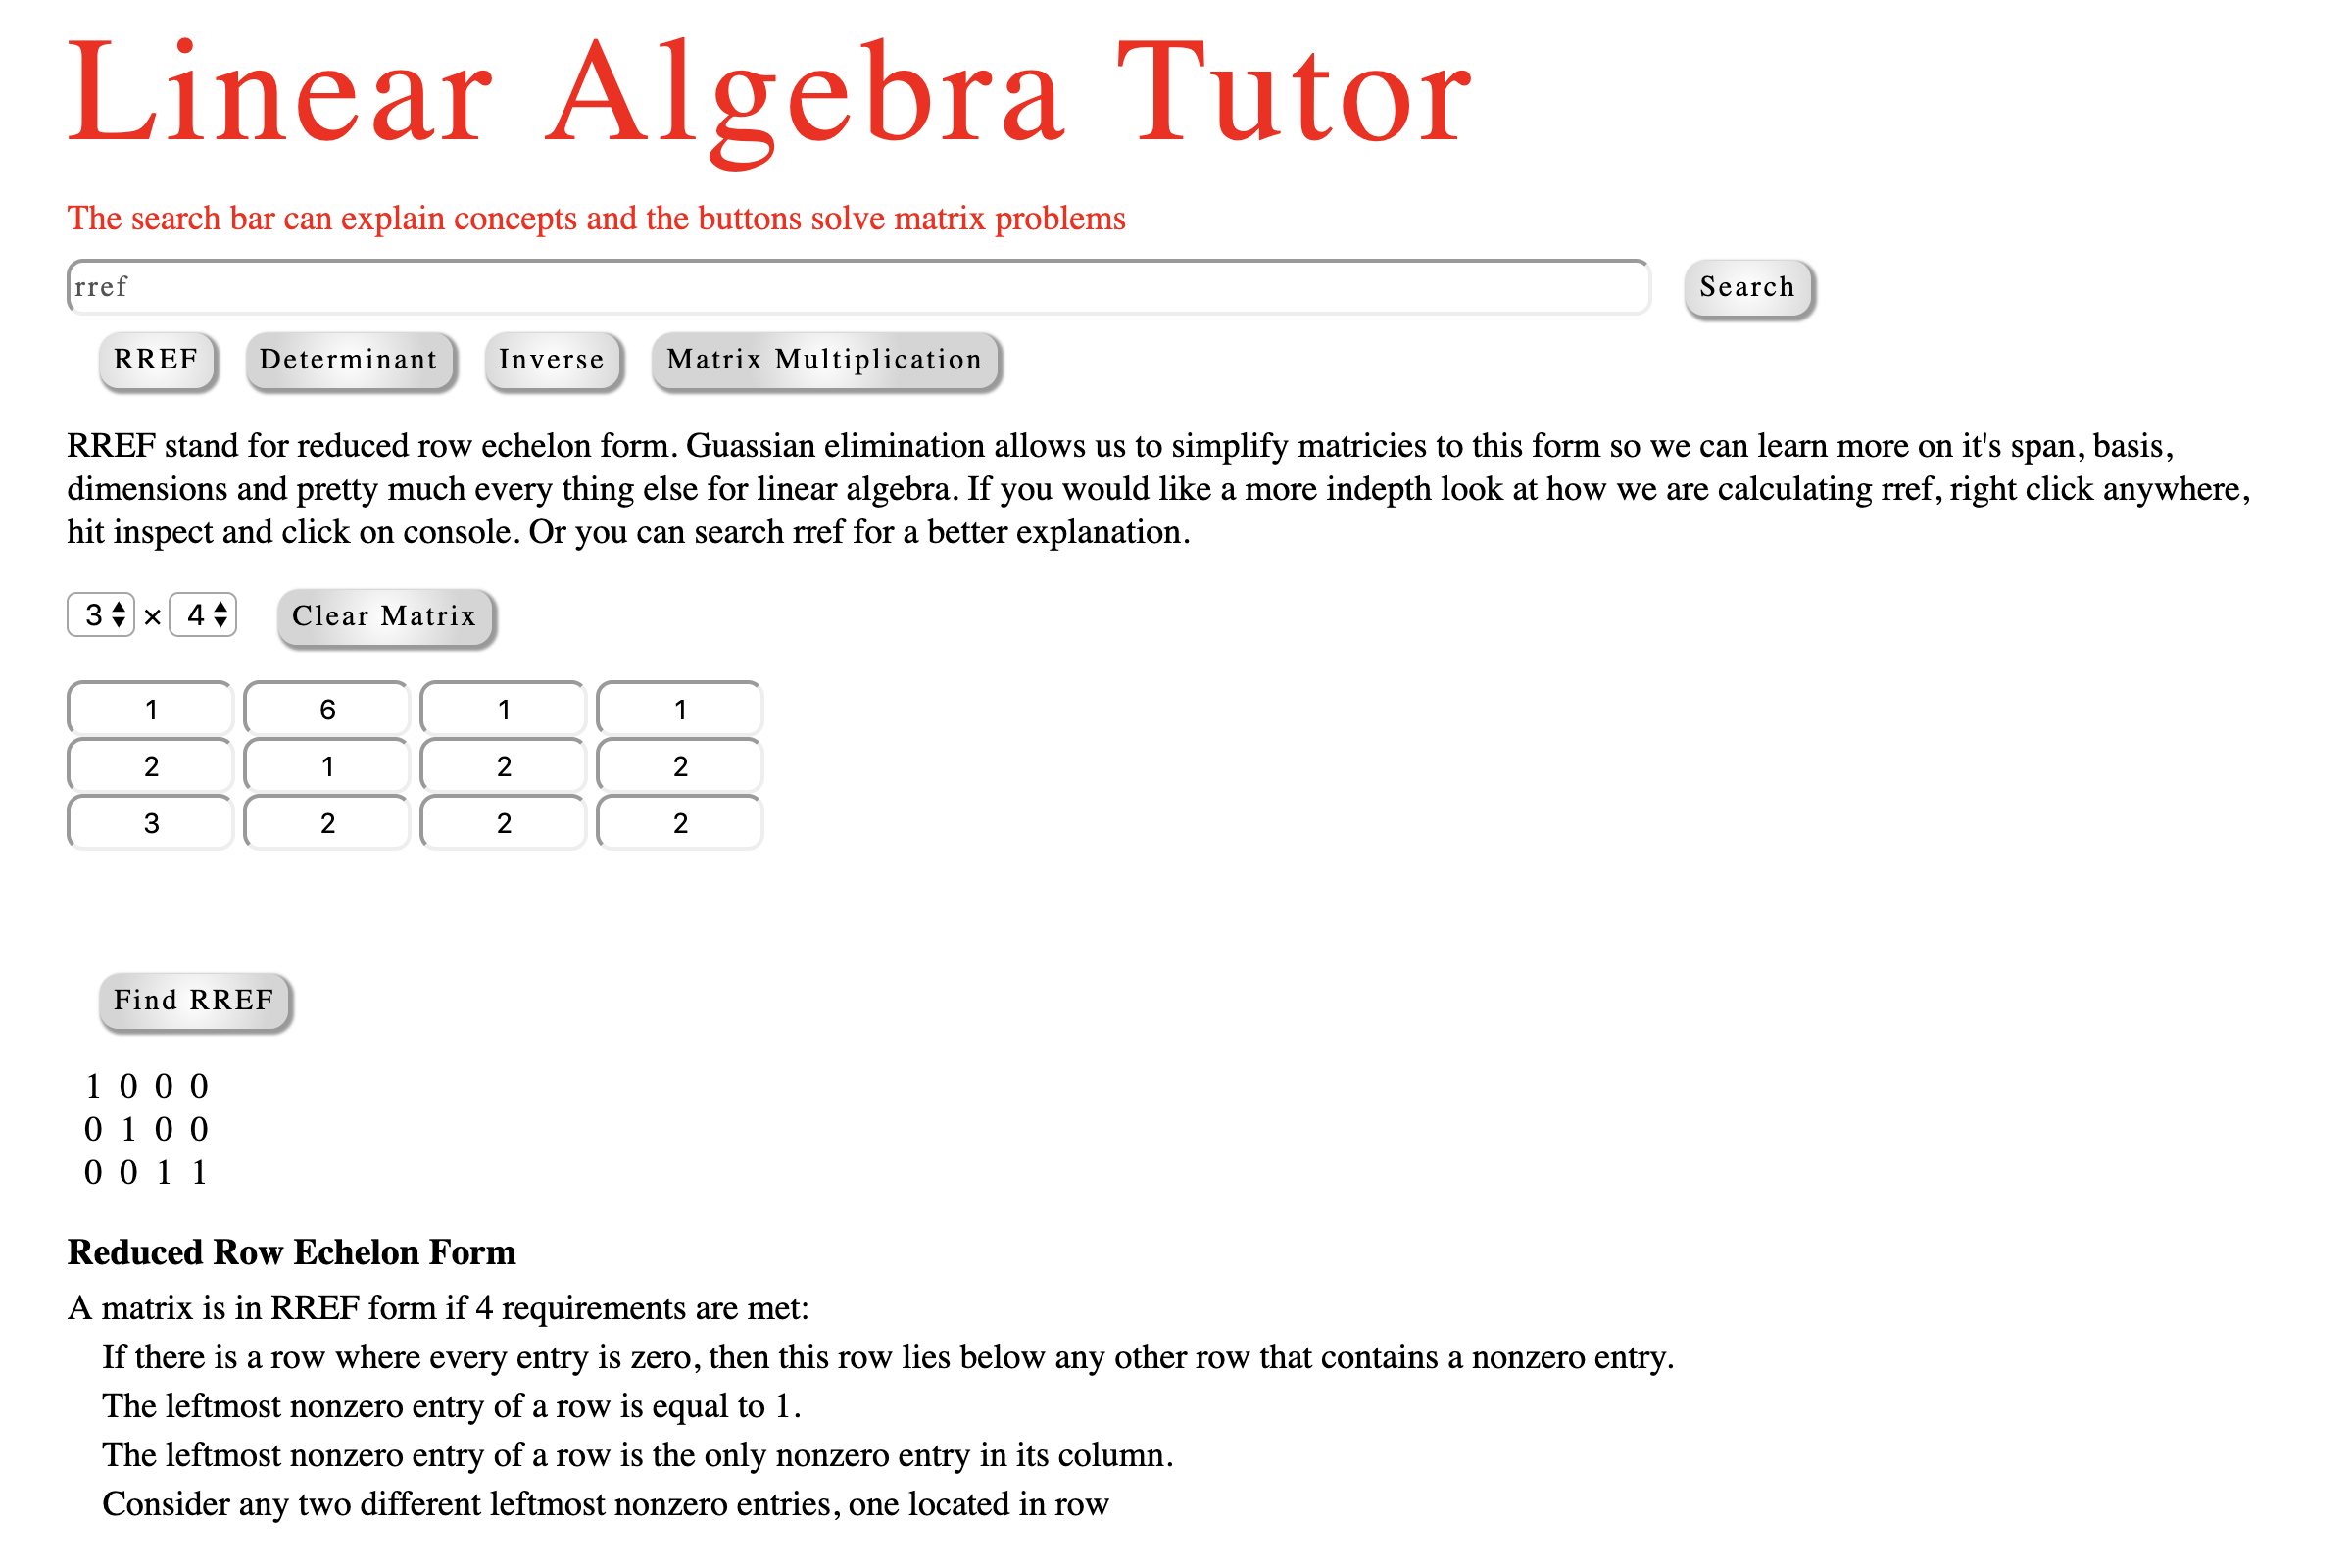 Linear Algebra Tutor
The search bar can explain concepts and the buttons solve matrix problems
rref Search
RREF Determinant Inverse Matrix Multiplication
RREF stand for reduced row echelon form. Guassian elimination allows us to simplify matricies to this form so we can learn more on it's span, basis,
dimensions and pretty much every thing else for linear algebra. If you would like a more indepth look at how we are calculating rref, right click anywhere,
hit inspect and click on console. Or you can search rref for a better explanation.
3 × 4 Clear Matrix
1 6 1 1
2 1 2 2
3 2 2 2
Find RREF
1 0 0 0
0 1 0 0
0 0 1 1
Reduced Row Echelon Form
A matrix is in RREF form if 4 requirements are met:
If there is a row where every entry is zero, then this row lies below any other row that contains a nonzero entry.
The leftmost nonzero entry of a row is equal to 1.
The leftmost nonzero entry of a row is the only nonzero entry in its column.
Consider any two different leftmost nonzero entries, one located in row